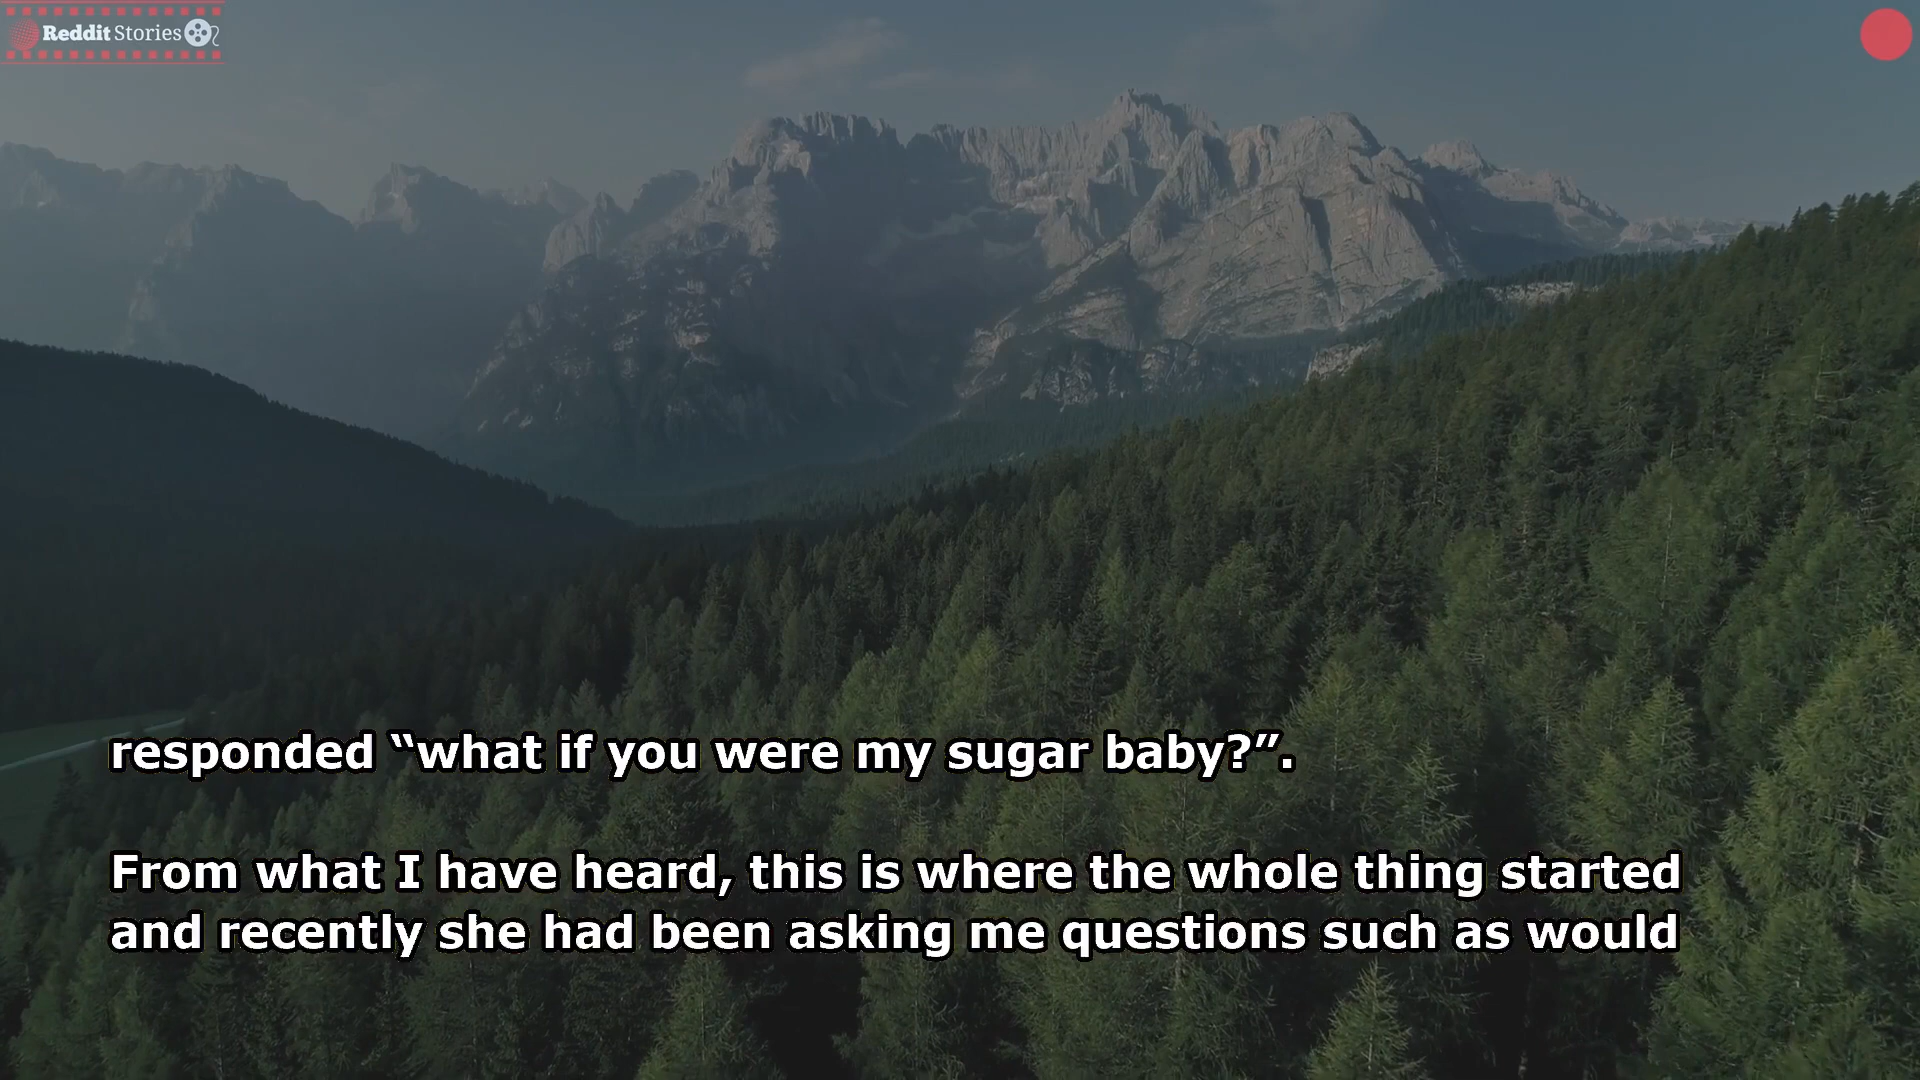 Reddit Stories
responded “what if you were my sugar baby?”.
From what I have heard, this is where the whole thing started
and recently she had been asking me questions such as would